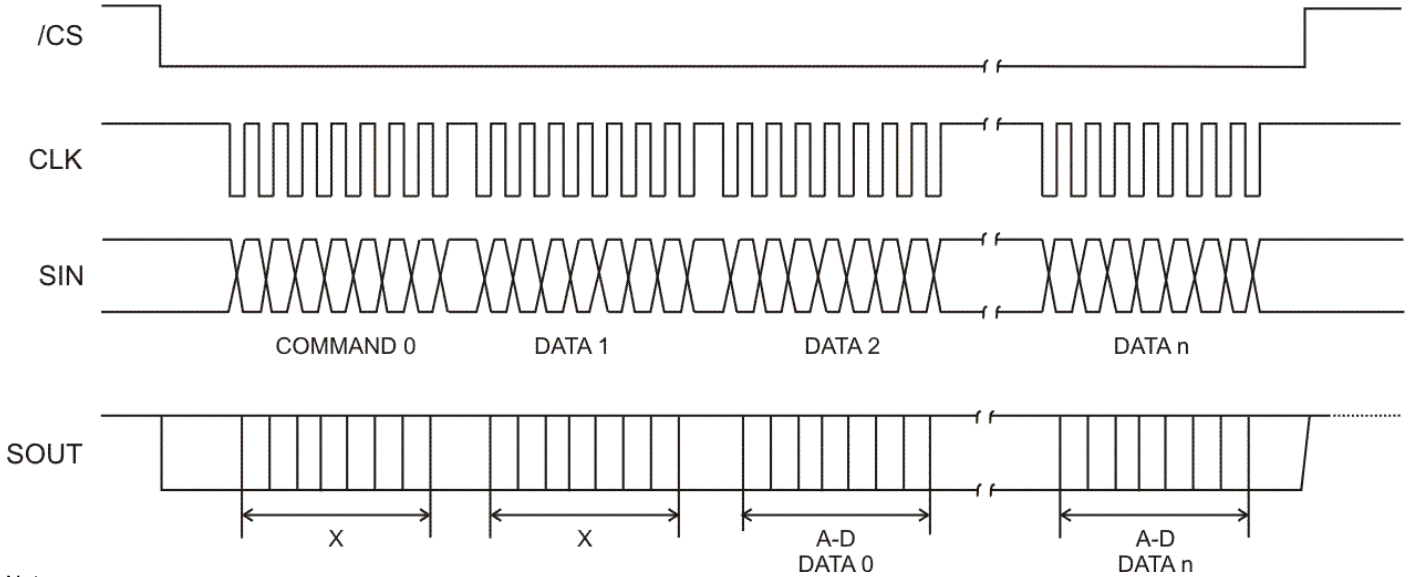 /CS
CLK
SIN
COMMAND 0 DATA 1 DATA 2 DATA n
SOUT
X X A-D A-D
DATA 0 DATA n